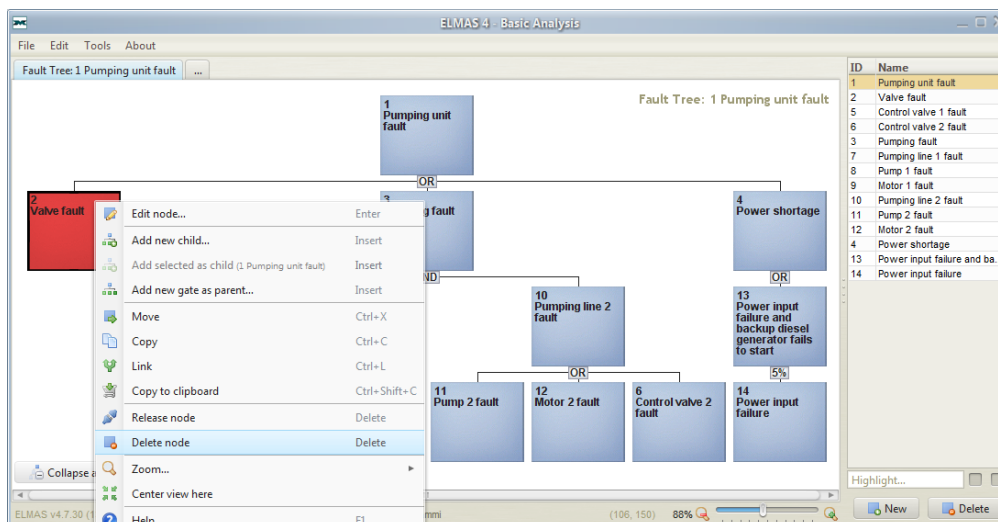 ELMAS 4 - Basic Analysis
File Edit Tools About
Fault Tree: 1 Pumping unit fault ...
Fault Tree: 1 Pumping unit fault
1
Pumping unit
fault
OR
2
Valve fault
3
g fault
4
Power shortage
ND
OR
10
Pumping line 2
fault
13
Power input
failure and
backup diesel
generator fails
to start
OR
5%
11
Pump 2 fault
12
Motor 2 fault
6
Control valve 2
fault
14
Power input
failure
Edit node... Enter
Add new child... Insert
Add selected as child (1 Pumping unit fault) Insert
Add new gate as parent... Insert
Move Ctrl+X
Copy Ctrl+C
Link Ctrl+L
Copy to clipboard Ctrl+Shift+C
Release node Delete
Delete node Delete
Zoom...
Center view here
Help F1
Collapse a
ELMAS v4.7.30 (1
mmi
(106, 150) 88%
ID Name
1 Pumping unit fault
2 Valve fault
5 Control valve 1 fault
6 Control valve 2 fault
3 Pumping fault
7 Pumping line 1 fault
8 Pump 1 fault
9 Motor 1 fault
10 Pumping line 2 fault
11 Pump 2 fault
12 Motor 2 fault
4 Power shortage
13 Power input failure and ba.
14 Power input failure
Highlight...
New Delete